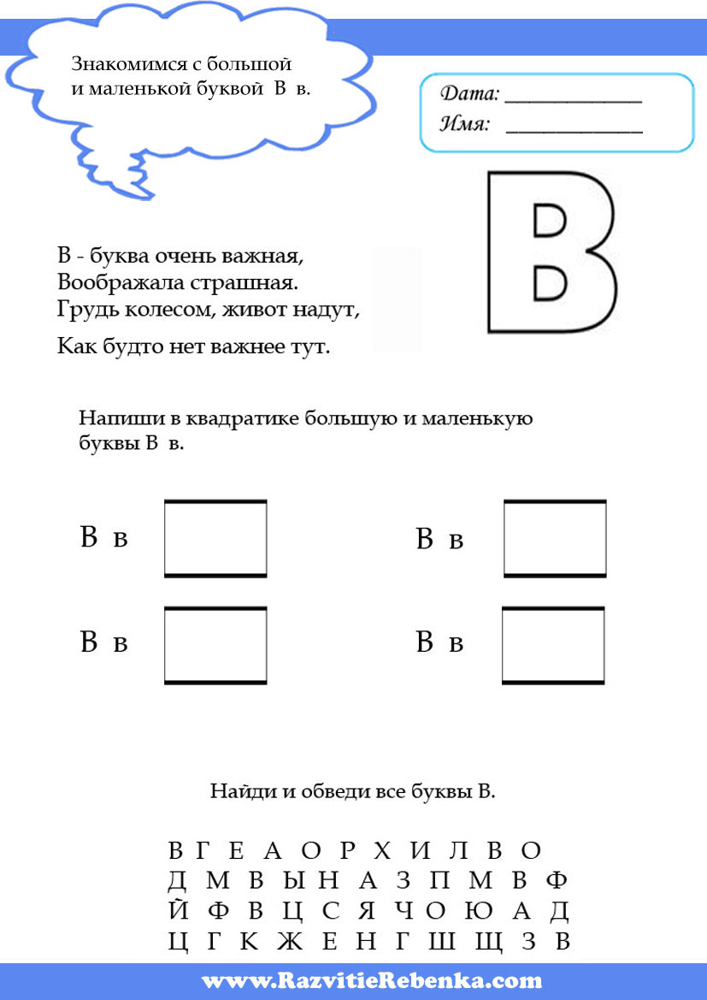 Знакомимся с большой
и маленькой буквой В в.
Дата: ____________
Имя: ____________
В
В - буква очень важная,
Воображала страшная.
Грудь колесом, живот надут,
Как будто нет важнее тут.
Напиши в квадратике большую и маленькую
буквы В в.
В в
В в
В в
В в
Найди и обведи все буквы В.
В Г Е А О Р Х И Л В О
Д М В Ы Н А З П М В Ф
Й Ф В Ц С Я Ч О Ю А Д
Ц Г К Ж Е Н Г Ш Щ З В
www.RazvitieRebenka.com